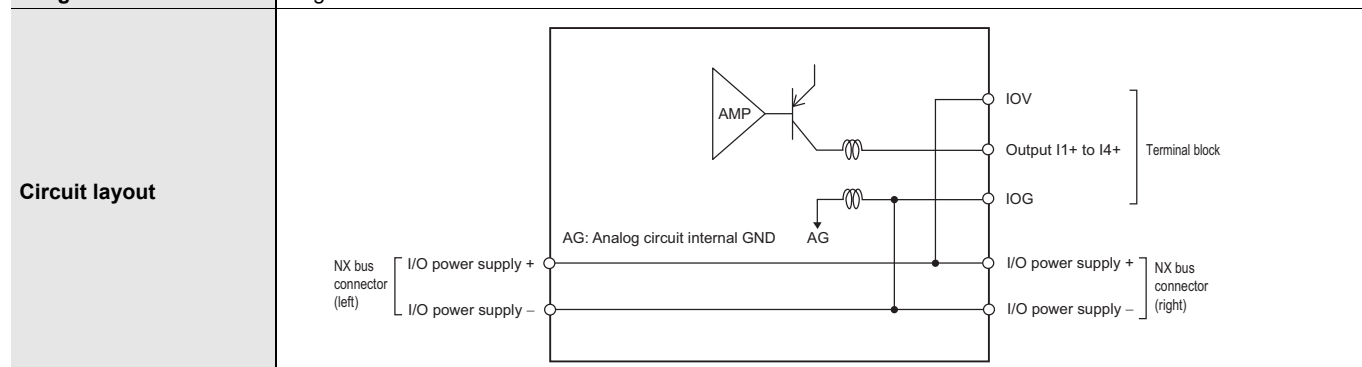 Circuit layout
AMP
IOV
Output I1+ to I4+
Terminal block
IOG
AG: Analog circuit internal GND
AG
NX bus
connector
(left)
I/O power supply +
I/O power supply –
I/O power supply +
I/O power supply –
NX bus
connector
(right)